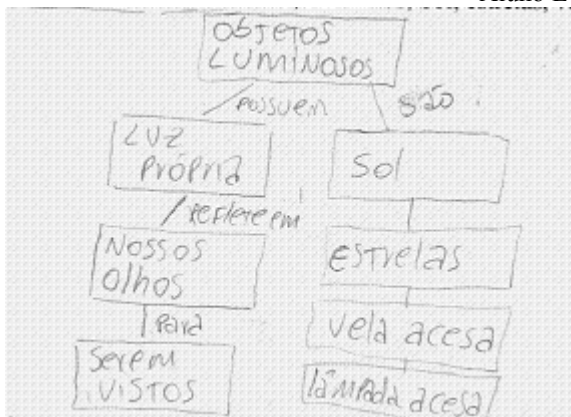 OBJETOS
LUMINOSOS
POSSUEM
são
LUZ
PRÓPRIA
Sol
REFLETE EM
NOSSOS
olhos
ESTRELAS
PARA
vela acesa
SEREM
VISTOS
lâmpada acesa